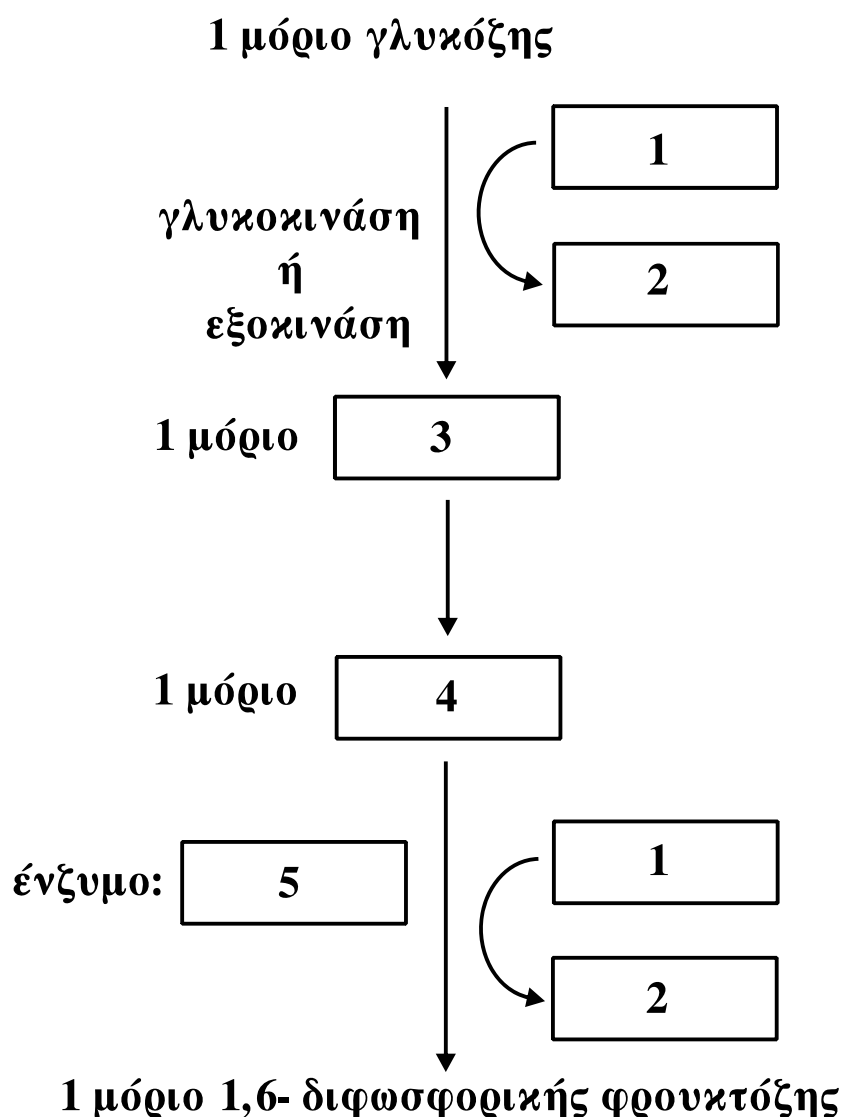 1 μόριο γλυκόζης
1
γλυκοκινάση
ή
εξοκινάση
2
1 μόριο 3
1 μόριο 4
1
ένζυμο: 5
2
1 μόριο 1,6- διφωσφορικής φρουκτόζης